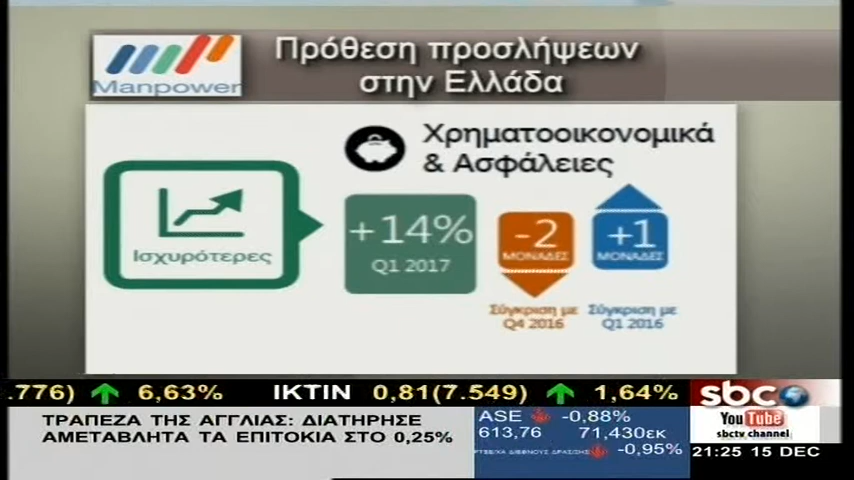 Πρόθεση προσλήψεων
στην Ελλάδα
Manpower
Χρηματοοικονομικά
& Ασφάλειες
Ισχυρότερες
+14%
Q1 2017
-2
ΜΟΝΑΔΕΣ
+1
ΜΟΝΑΔΕΣ
Σύγκριση με
Q4 2016
Σύγκριση με
Q1 2016
.776) 6,63% ΙΚΤΙΝ 0,81(7.549) 1,64%
sbc
ΤΡΑΠΕΖΑ ΤΗΣ ΑΓΓΛΙΑΣ: ΔΙΑΤΗΡΗΣΕ
ΑΜΕΤΑΒΛΗΤΑ ΤΑ ΕΠΙΤΟΚΙΑ ΣΤΟ 0,25%
ASE -0,88%
613,76 71,430εκ
-0,95%
YouTube
sbctv channel
21:25 15 DEC